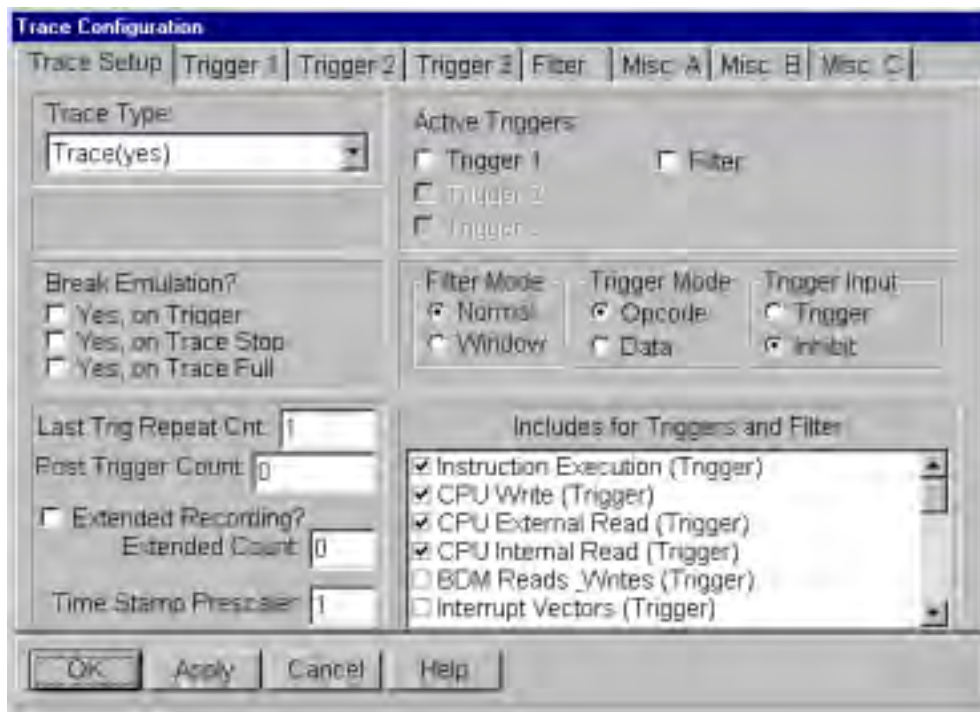 Trace Configuration
Trace Setup Trigger 1 Trigger 2 Trigger 3 Filter Misc A Misc B Misc C
Trace Type:
Trace(yes)
Active Triggers
Trigger 1
Filter
Trigger 2
Trigger
Break Emulation?
Yes, on Trigger
Yes, on Trace Stop
Yes, on Trace Full
Filter Mode
Normal
Window
Trigger Mode
Opcode
Data
Trigger Input
Trigger
Inhibit
Last Trig Repeat Cnt: 1
Post Trigger Count: 0
Extended Recording?
Extended Count: 0
Time Stamp Prescaler: 1
Includes for Triggers and Filter
Instruction Execution (Trigger)
CPU Write (Trigger)
CPU External Read (Trigger)
CPU Internal Read (Trigger)
BDM Reads_Writes (Trigger)
Interrupt Vectors (Trigger)
OK Apply Cancel Help